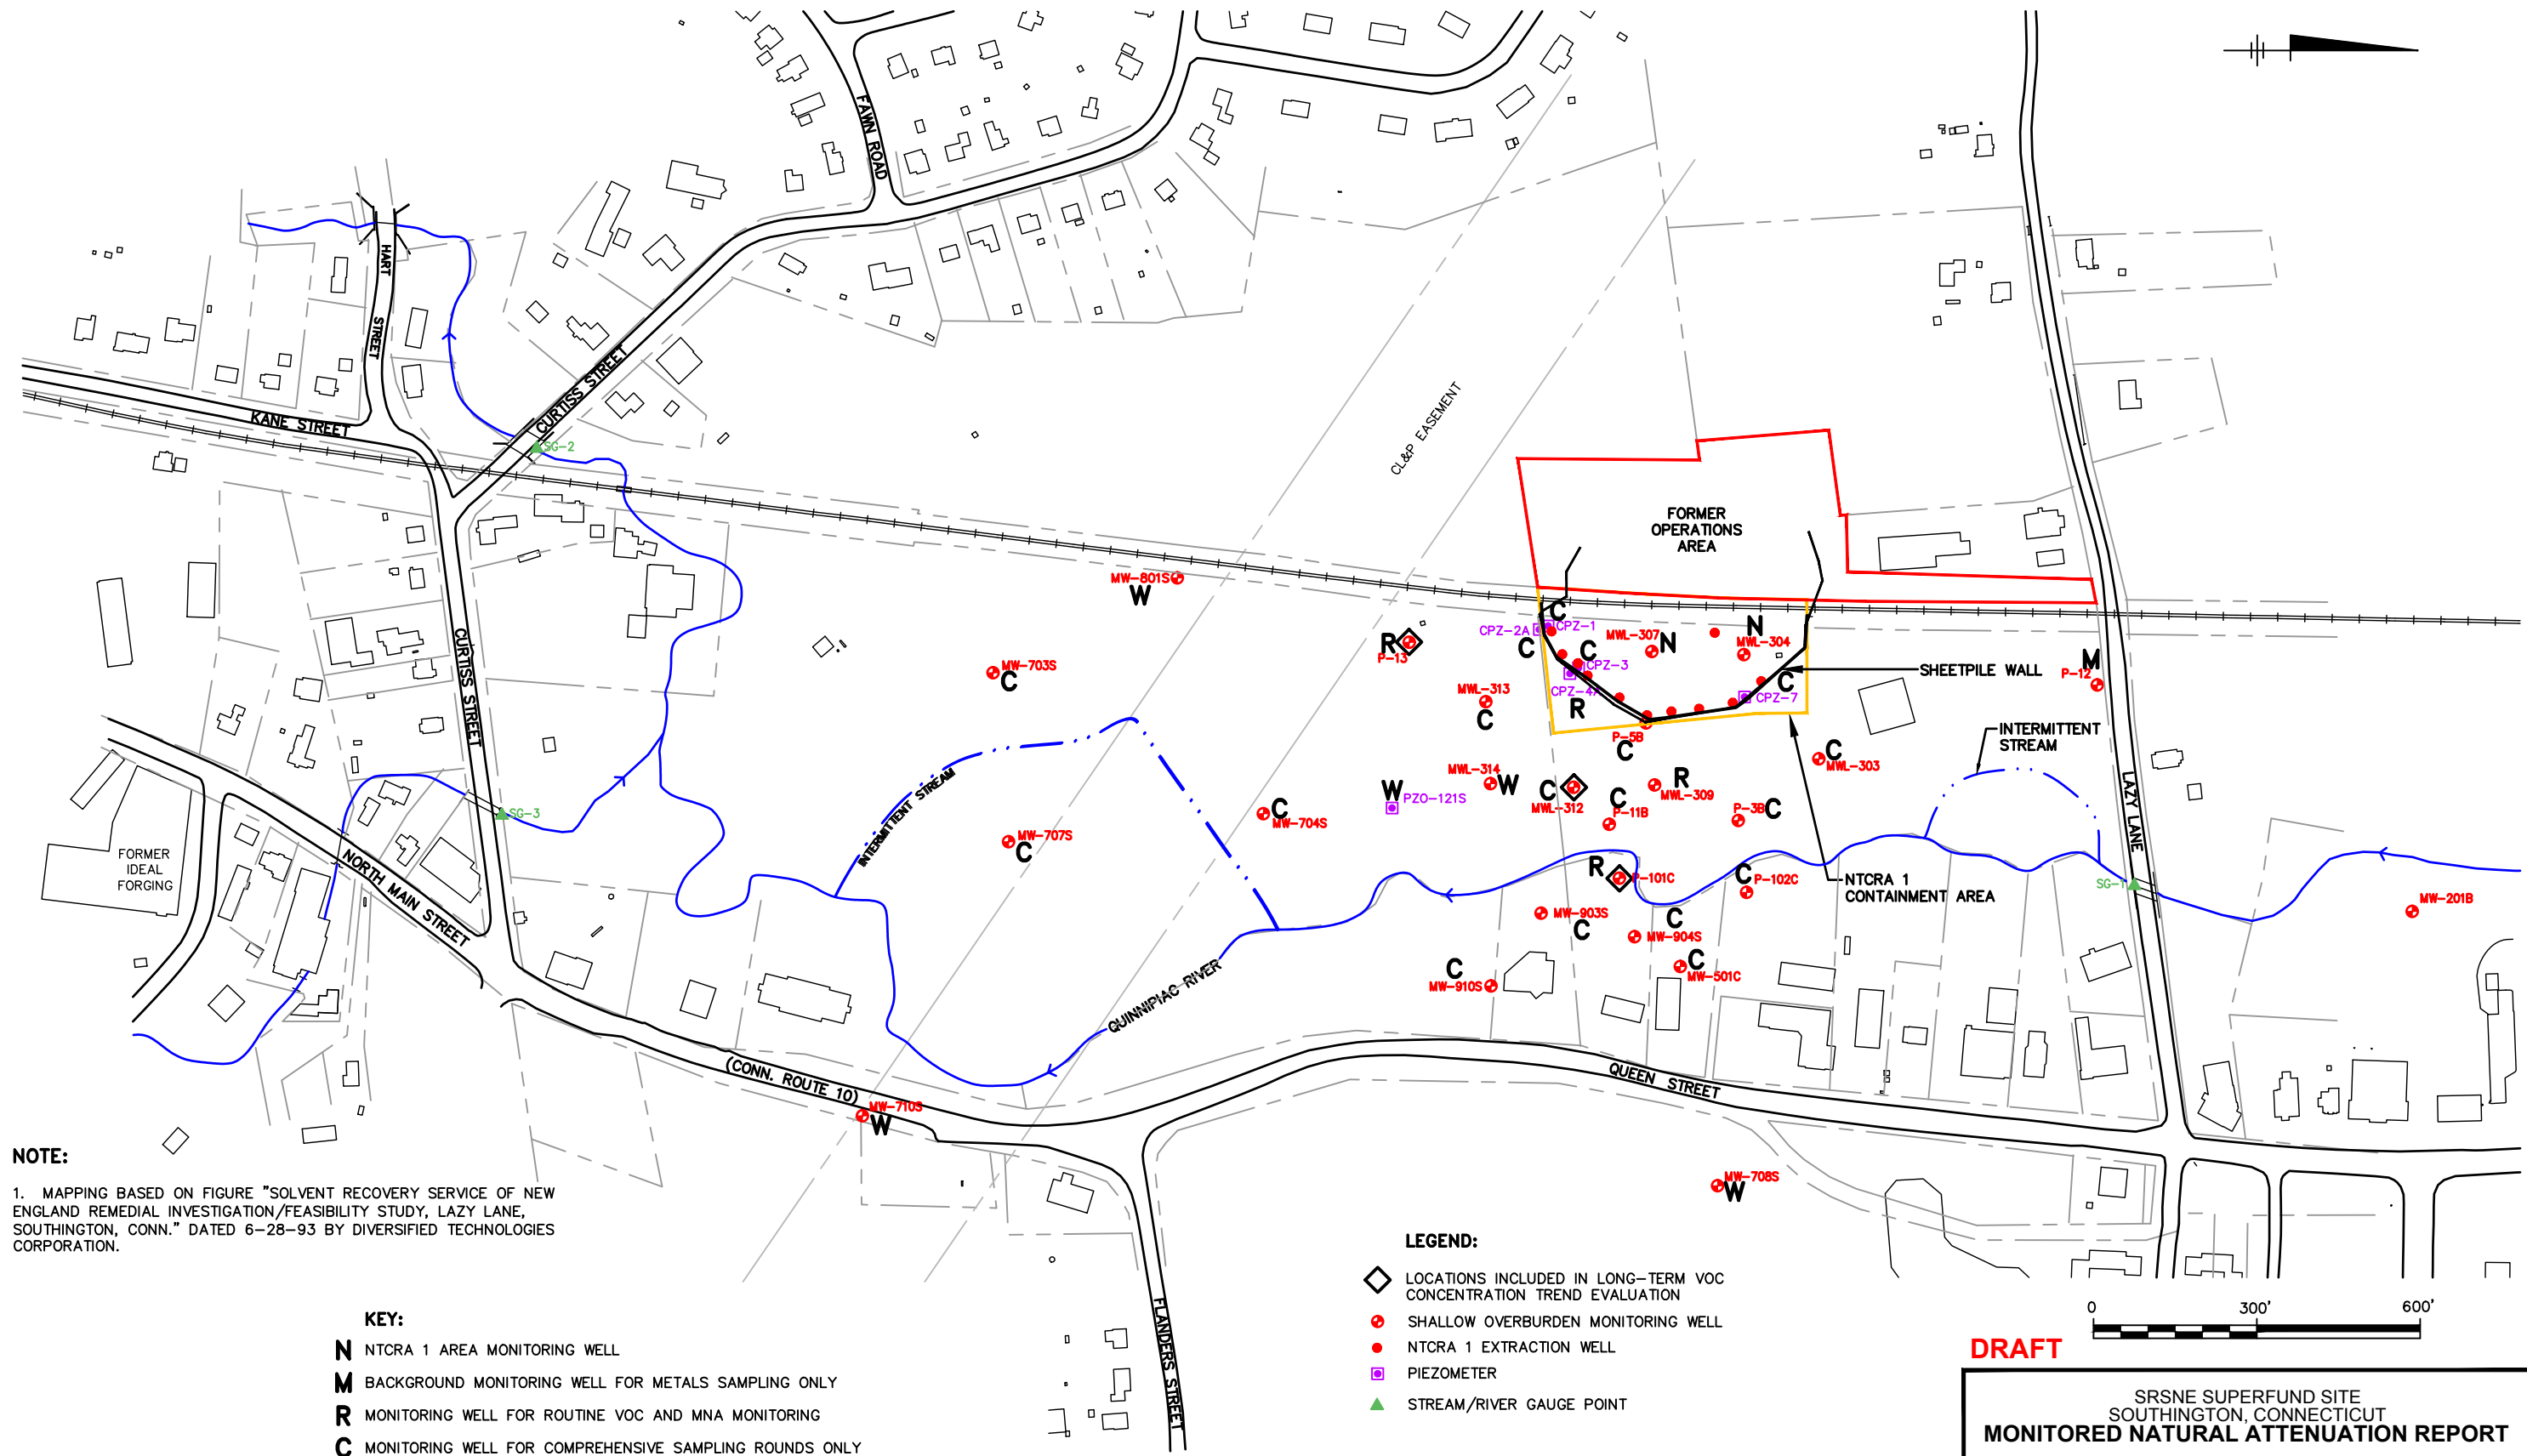 FAWN ROAD
HART
STREET
KANE STREET
CURTISS STREET
SG-2
CL&P EASEMENT
FORMER
OPERATIONS
AREA
MW-801S
W
R
P-13
CPZ-2A
C
CPZ-1
C
C
CPZ-3
CPZ-4A
R
MWL-307
N
N
MWL-304
SHEETPILE WALL
C
CPZ-7
M
P-12
MW-703S
C
MWL-313
C
P-5B
C
INTERMITTENT
STREAM
CURTISS STREET
LAZY LANE
C
MWL-303
MWL-314
W
W
PZO-121S
C
MWL-312
R
MWL-309
C
P-11B
P-3B
C
SG-3
INTERMITTENT STREAM
C
MW-704S
MW-707S
C
FORMER
IDEAL
FORGING
NORTH MAIN STREET
R
P-101C
C
P-102C
NTCRA 1
CONTAINMENT AREA
SG-1
MW-201B
MW-903S
C
C
MW-904S
C
MW-501C
C
MW-910S
QUINNIPIAC RIVER
(CONN. ROUTE 10)
QUEEN STREET
MW-710S
W
MW-708S
W
FLANDERS STREET
NOTE:
1. MAPPING BASED ON FIGURE "SOLVENT RECOVERY SERVICE OF NEW
ENGLAND REMEDIAL INVESTIGATION/FEASIBILITY STUDY, LAZY LANE,
SOUTHINGTON, CONN." DATED 6-28-93 BY DIVERSIFIED TECHNOLOGIES
CORPORATION.
KEY:
N NTCRA 1 AREA MONITORING WELL
M BACKGROUND MONITORING WELL FOR METALS SAMPLING ONLY
R MONITORING WELL FOR ROUTINE VOC AND MNA MONITORING
C MONITORING WELL FOR COMPREHENSIVE SAMPLING ROUNDS ONLY
LEGEND:
LOCATIONS INCLUDED IN LONG-TERM VOC
CONCENTRATION TREND EVALUATION
SHALLOW OVERBURDEN MONITORING WELL
NTCRA 1 EXTRACTION WELL
PIEZOMETER
STREAM/RIVER GAUGE POINT
0 300' 600'
DRAFT
SRSNE SUPERFUND SITE
SOUTHINGTON, CONNECTICUT
MONITORED NATURAL ATTENUATION REPORT